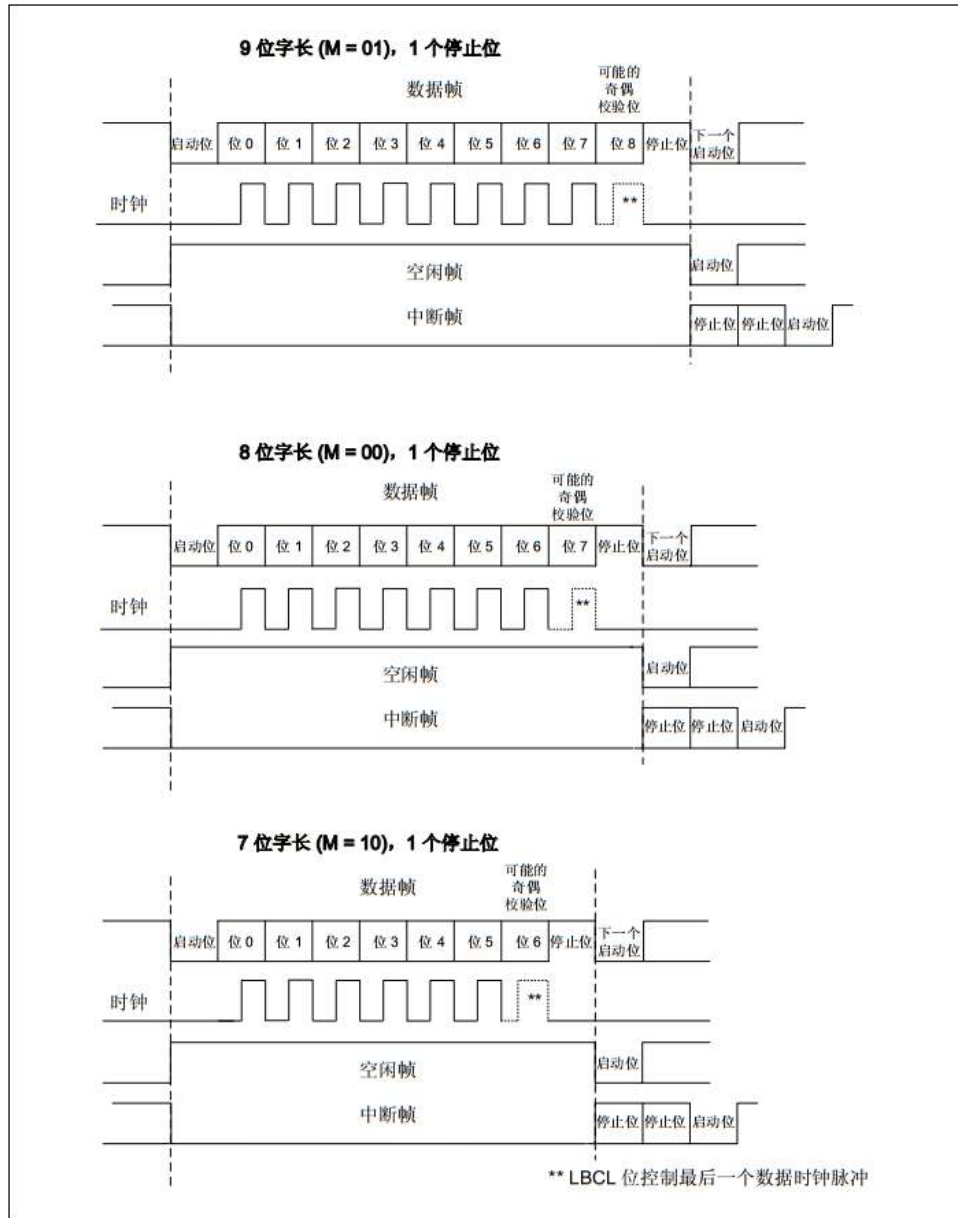 9 位字长 (M = 01)，1 个停止位
数据帧
可能的
奇偶
校验位
启动位 位 0 位 1 位 2 位 3 位 4 位 5 位 6 位 7 位 8 停止位 下一个
启动位
时钟
**
空闲帧
启动位
中断帧
停止位 停止位 启动位
8 位字长 (M = 00)，1 个停止位
数据帧
可能的
奇偶
校验位
启动位 位 0 位 1 位 2 位 3 位 4 位 5 位 6 位 7 停止位 下一个
启动位
时钟
**
空闲帧
启动位
中断帧
停止位 停止位 启动位
7 位字长 (M = 10)，1 个停止位
数据帧
可能的
奇偶
校验位
启动位 位 0 位 1 位 2 位 3 位 4 位 5 位 6 停止位 下一个
启动位
时钟
**
空闲帧
启动位
中断帧
停止位 停止位 启动位
** LBCL 位控制最后一个数据时钟脉冲